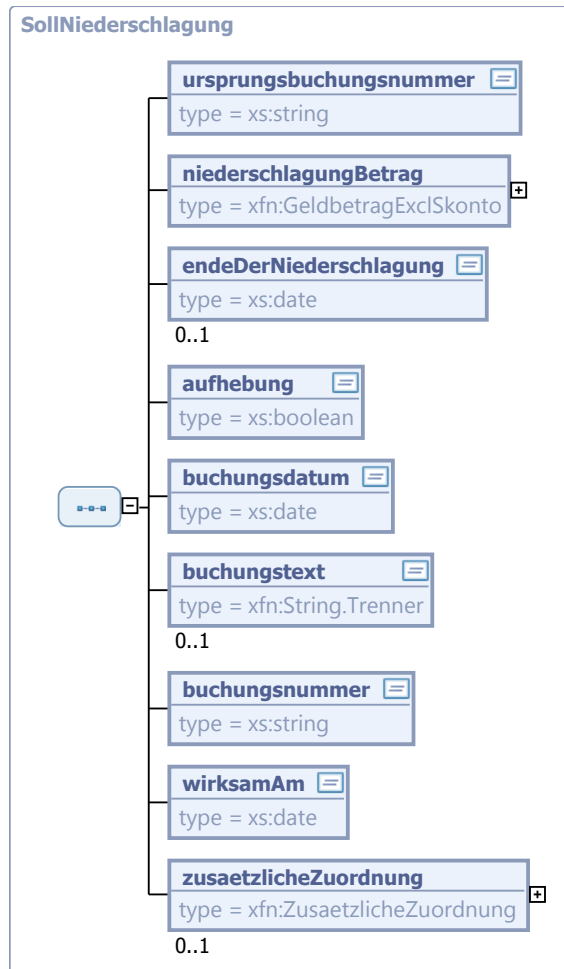 SollNiederschlagung
ursprungsbuchungsnummer
type = xs:string
niederschlagungBetrag
type = xfn:GeldbetragExclSkonto
endeDerNiederschlagung
type = xs:date
0..1
aufhebung
type = xs:boolean
buchungsdatum
type = xs:date
buchungstext
type = xfn:String.Trenner
0..1
buchungsnummer
type = xs:string
wirksamAm
type = xs:date
zusaetzlicheZuordnung
type = xfn:ZusaetzlicheZuordnung
0..1